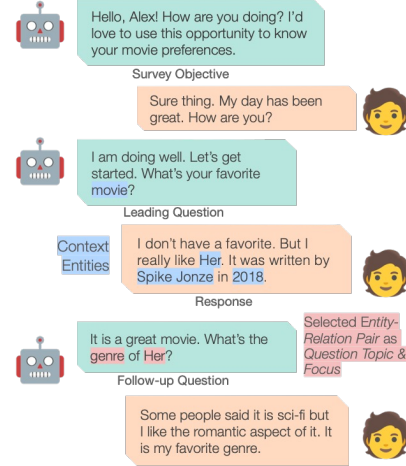 Hello, Alex! How are you doing? I'd
love to use this opportunity to know
your movie preferences.
Survey Objective
Sure thing. My day has been
great. How are you?
I am doing well. Let's get
started. What's your favorite
movie?
Leading Question
Context
Entities
I don't have a favorite. But I
really like Her. It was written by
Spike Jonze in 2018.
Response
It is a great movie. What's the
genre of Her?
Selected Entity-
Relation Pair as
Question Topic &
Focus
Follow-up Question
Some people said it is sci-fi but
I like the romantic aspect of it. It
is my favorite genre.